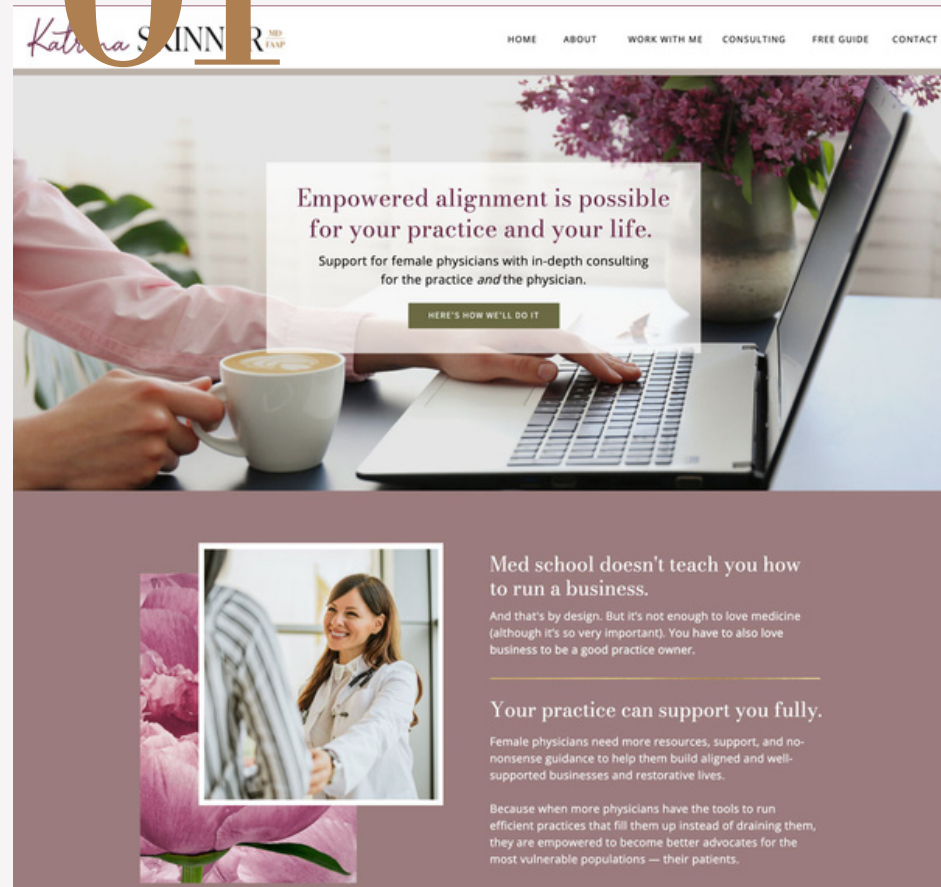 01
Katrina SKINNER MD
FAAP
HOME ABOUT WORK WITH ME CONSULTING FREE GUIDE CONTACT
Empowered alignment is possible
for your practice and your life.
Support for female physicians with in-depth consulting
for the practice and the physician.
HERE'S HOW WE'LL DO IT
Med school doesn't teach you how
to run a business.
And that's by design. But it's not enough to love medicine
(although it's so very important). You have to also love
business to be a good practice owner.
Your practice can support you fully.
Female physicians need more resources, support, and no-
nonsense guidance to help them build aligned and well-
supported businesses and restorative lives.
Because when more physicians have the tools to run
efficient practices that fill them up instead of draining them,
they are empowered to become better advocates for the
most vulnerable populations — their patients.